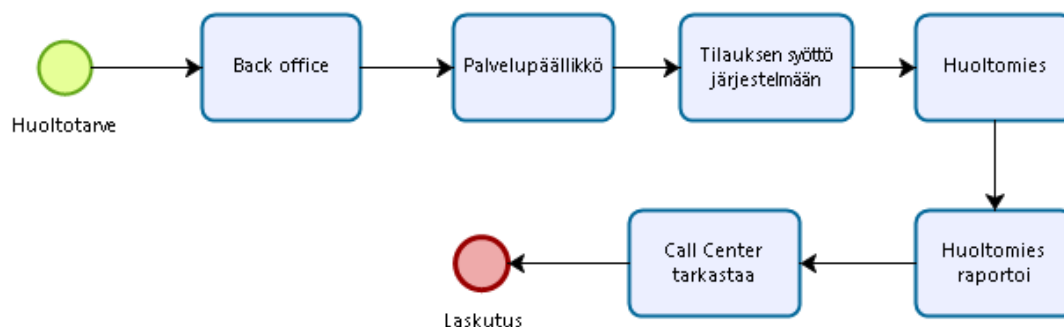 Huoltotarve
Back office
Palvelupäällikkö
Tilauksen syöttö
järjestelmään
Huoltomies
Huoltomies
raportoi
Call Center
tarkastaa
Laskutus